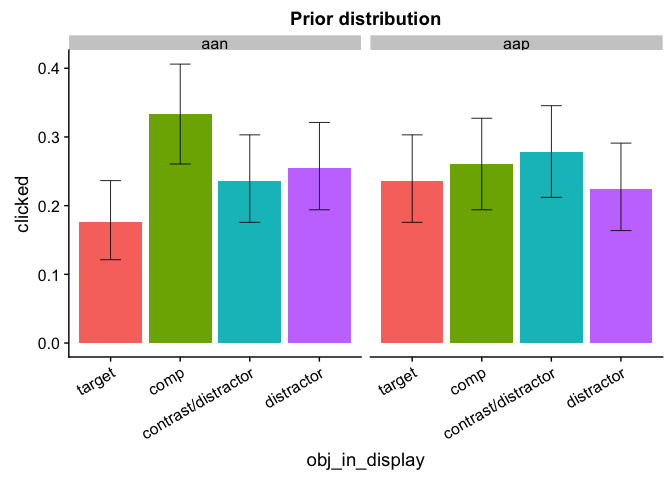 Prior distribution
aan
aap
clicked
0.4
0.3
0.2
0.1
0.0
target
comp
contrast/distractor
distractor
target
comp
contrast/distractor
distractor
obj_in_display